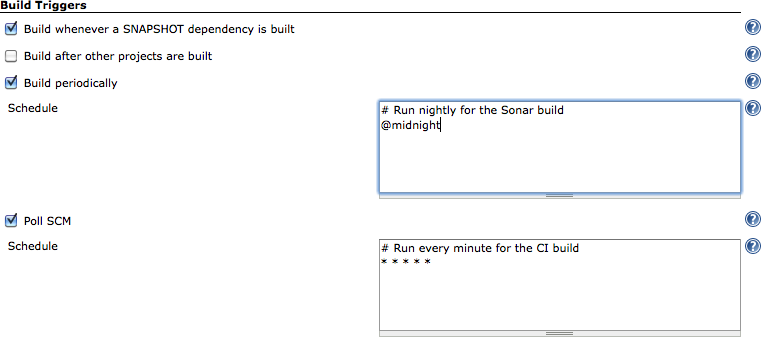 Build Triggers
Build whenever a SNAPSHOT dependency is built
Build after other projects are built
Build periodically
Schedule
# Run nightly for the Sonar build
@midnight
Poll SCM
Schedule
# Run every minute for the CI build
* * * * *